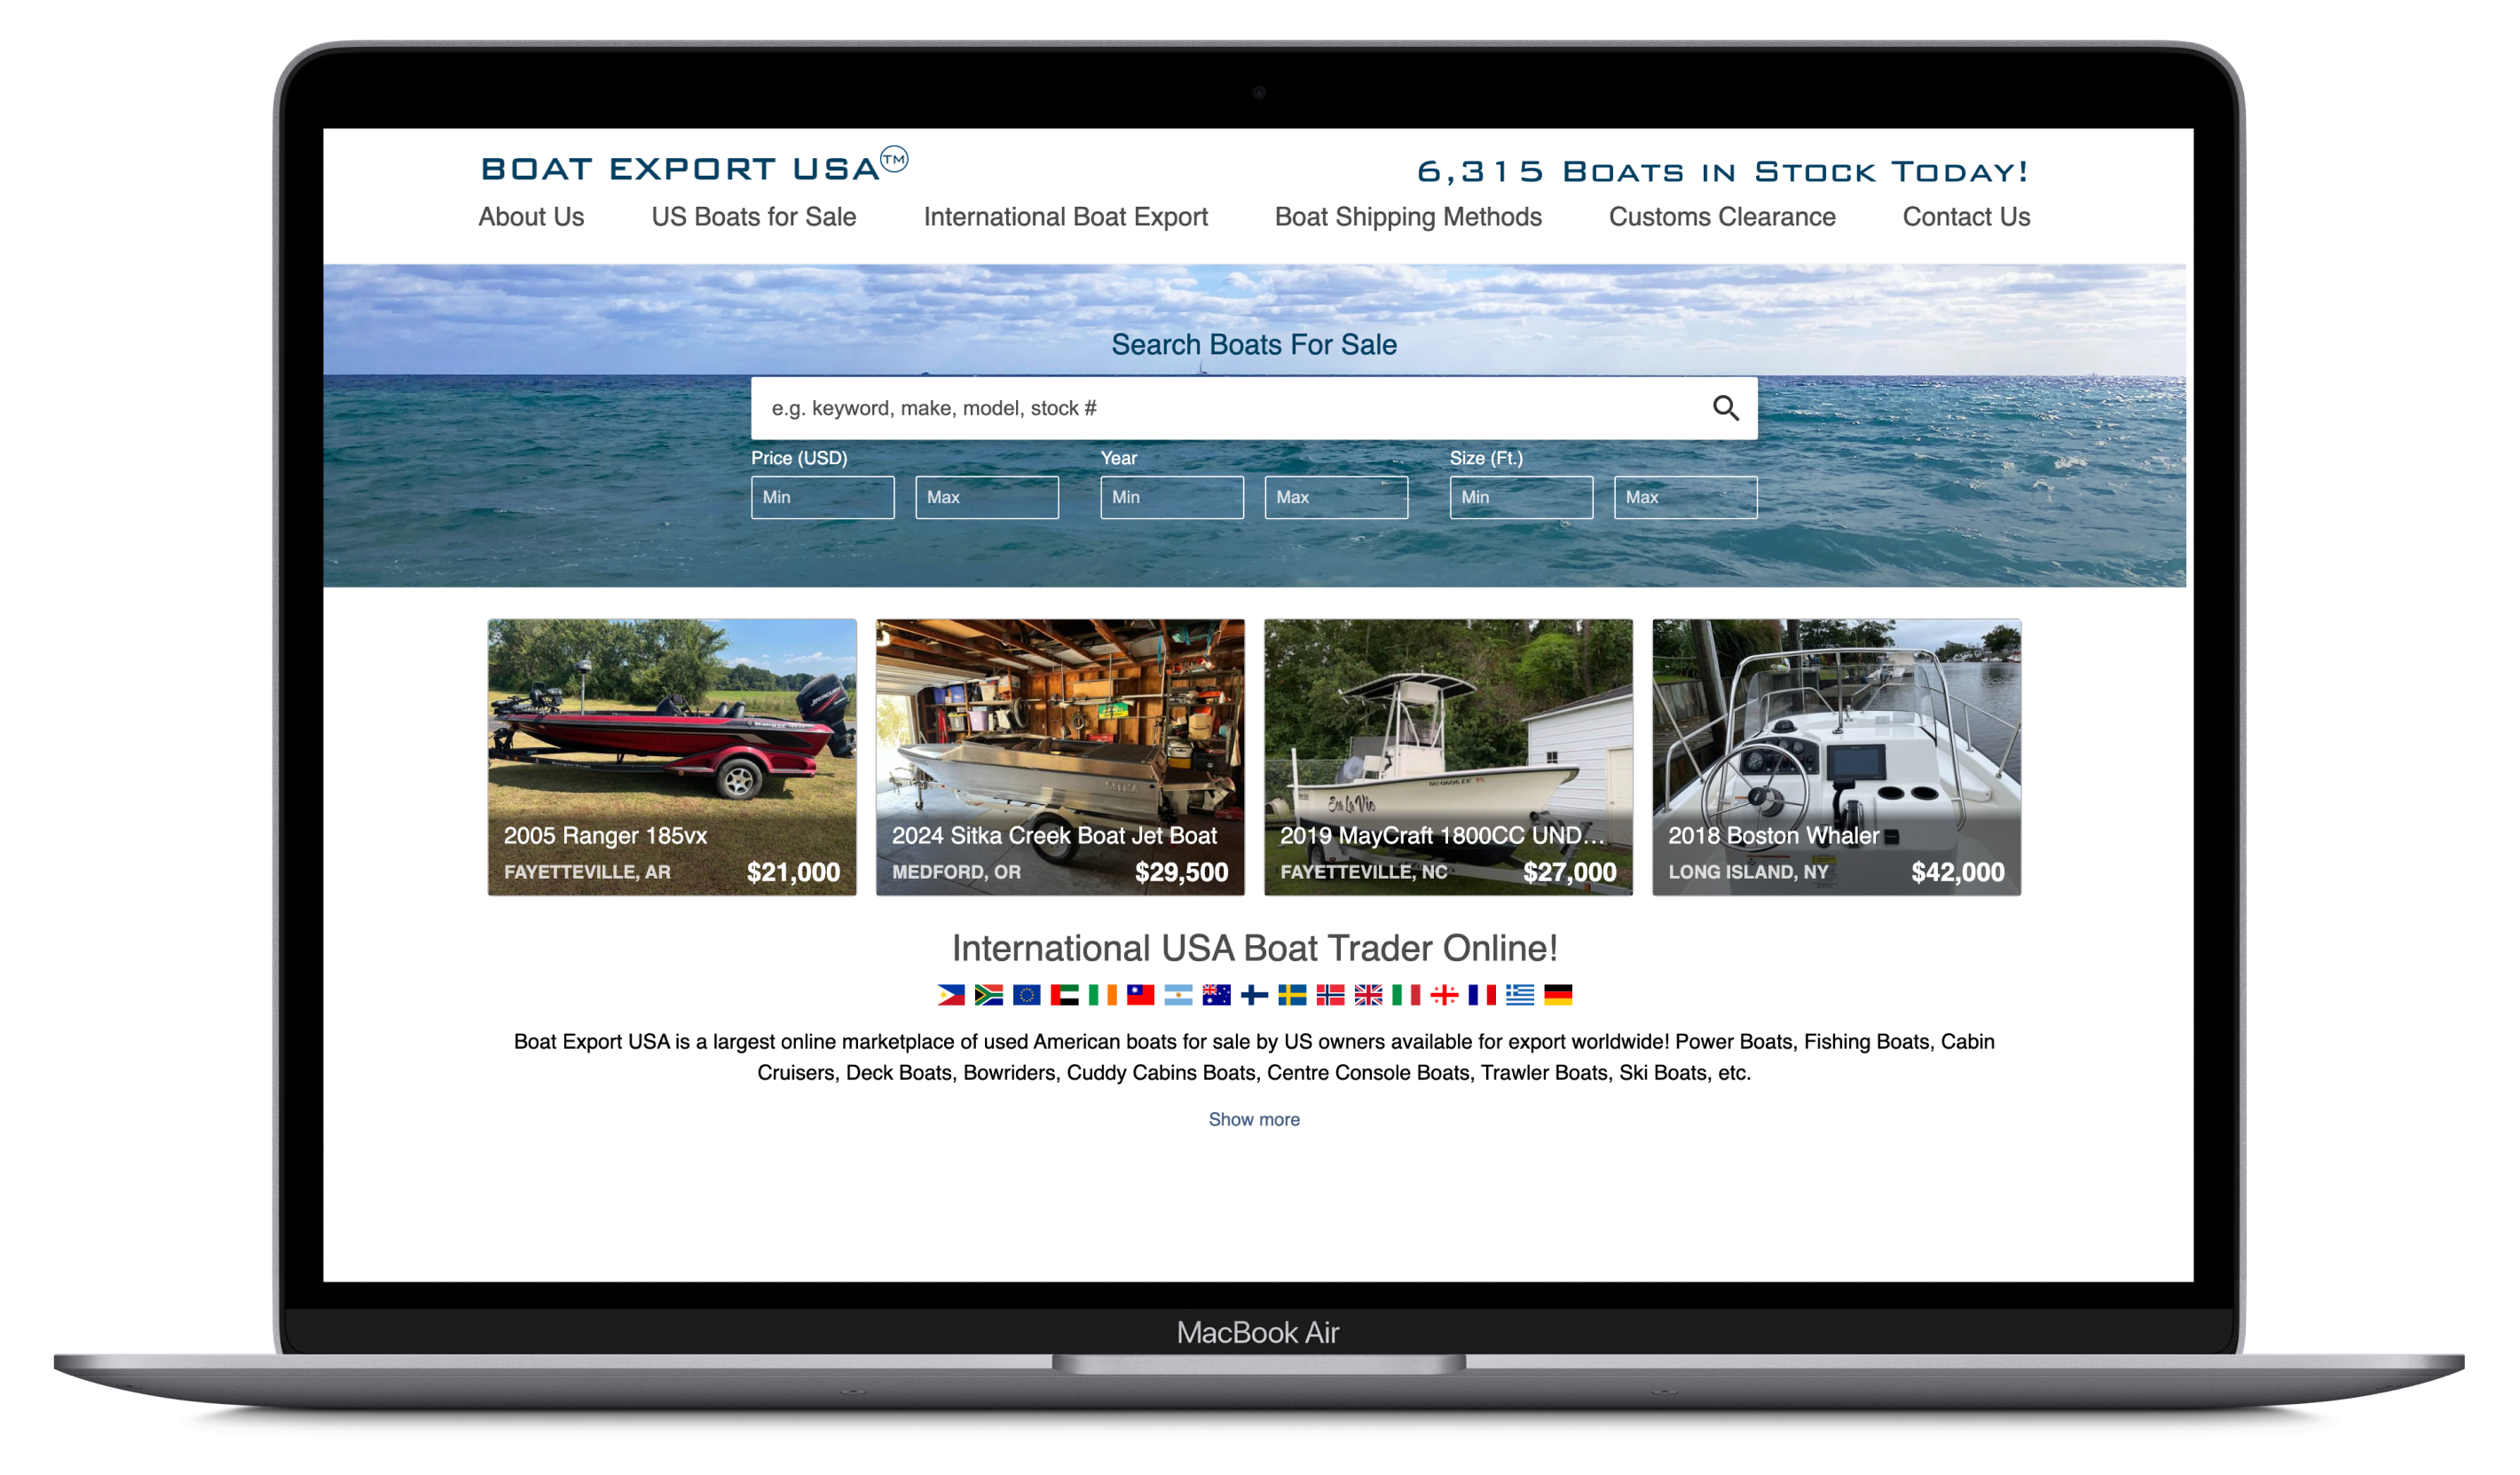 BOAT EXPORT USA™
6,315 Boats in Stock Today!
About Us US Boats for Sale International Boat Export Boat Shipping Methods Customs Clearance Contact Us
Search Boats For Sale
e.g. keyword, make, model, stock #
Price (USD) Year Size (Ft.)
Min Max Min Max Min Max
MERCURY
Ranger
Sea La Vie
2005 Ranger 185vx
FAYETTEVILLE, AR $21,000
2024 Sitka Creek Boat Jet Boat
MEDFORD, OR $29,500
2019 MayCraft 1800CC UND...
FAYETTEVILLE, NC $27,000
2018 Boston Whaler
LONG ISLAND, NY $42,000
International USA Boat Trader Online!
Boat Export USA is a largest online marketplace of used American boats for sale by US owners available for export worldwide! Power Boats, Fishing Boats, Cabin
Cruisers, Deck Boats, Bowriders, Cuddy Cabins Boats, Centre Console Boats, Trawler Boats, Ski Boats, etc.
Show more
MacBook Air